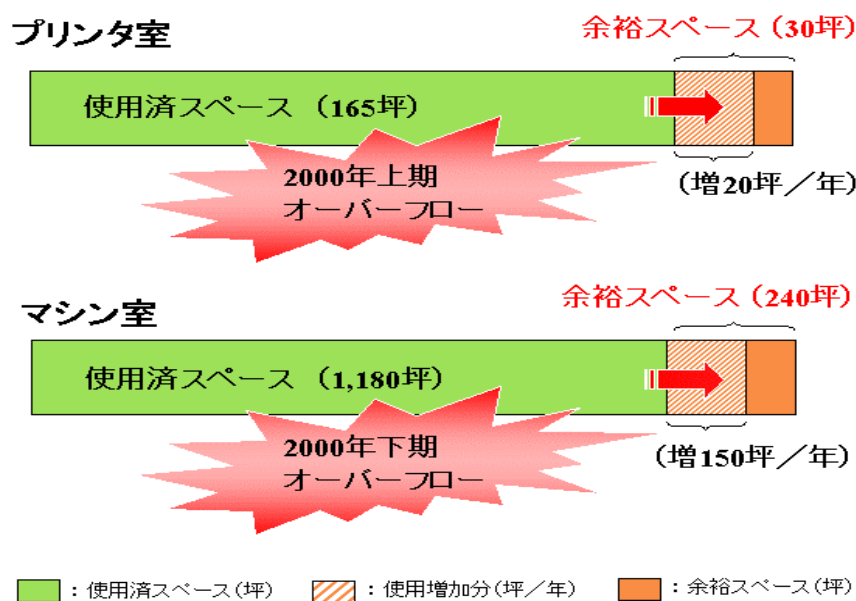 プリンタ室
余裕スペース（30坪）
使用済スペース （165坪）
2000年上期
オーバーフロー
（増20坪／年）
マシン室
余裕スペース（240坪）
使用済スペース （1,180坪）
2000年下期
オーバーフロー
（増150坪／年）
：使用済スペース(坪)
：使用増加分(坪／年)
：余裕スペース(坪)